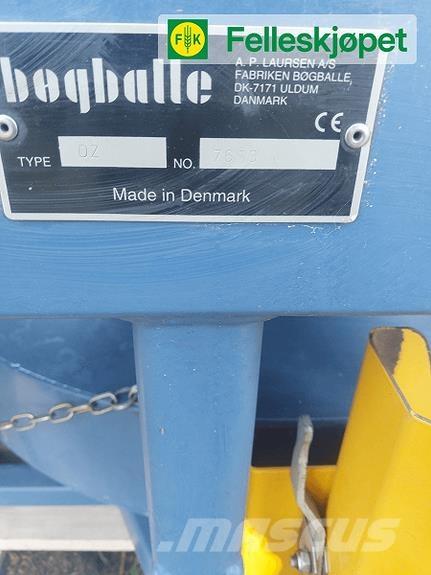 FK Felleskjøpet
bøgballe
A. P. LAURSEN A/S
FABRIKEN BØGBALLE
DK-7171 ULDUM
DANMARK
CE
TYPE DZ NO.
Made in Denmark
mascus